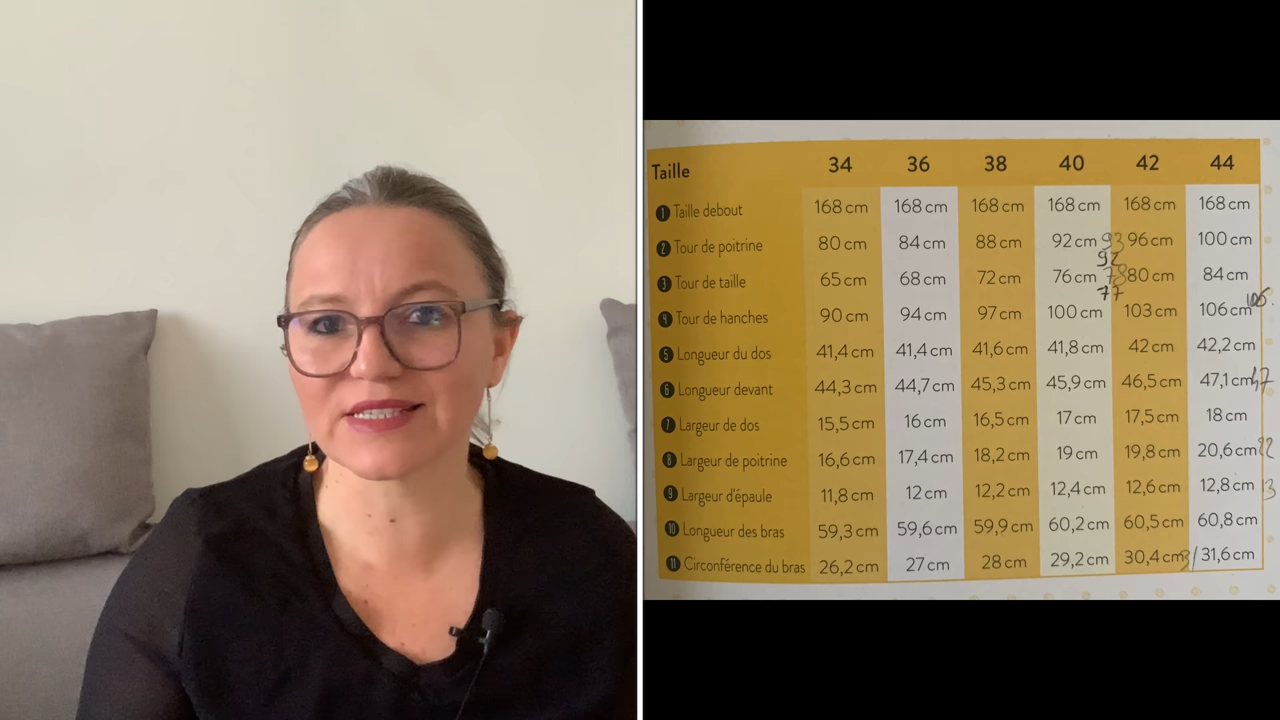 Taille 34 36 38 40 42 44
1 Taille debout 168 cm 168 cm 168 cm 168 cm 168 cm 168 cm
2 Tour de poitrine 80 cm 84 cm 88 cm 92 cm 93 96 cm 100 cm
92
3 Tour de taille 65 cm 68 cm 72 cm 76 cm 80 cm 84 cm
77
4 Tour de hanches 90 cm 94 cm 97 cm 100 cm 103 cm 106 cm
5 Longueur du dos 41,4 cm 41,4 cm 41,6 cm 41,8 cm 42 cm 42,2 cm
6 Longueur devant 44,3 cm 44,7 cm 45,3 cm 45,9 cm 46,5 cm 47,1 cm
7 Largeur de dos 15,5 cm 16 cm 16,5 cm 17 cm 17,5 cm 18 cm
8 Largeur de poitrine 16,6 cm 17,4 cm 18,2 cm 19 cm 19,8 cm 20,6 cm 22
9 Largeur d'épaule 11,8 cm 12 cm 12,2 cm 12,4 cm 12,6 cm 12,8 cm 13
10 Longueur des bras 59,3 cm 59,6 cm 59,9 cm 60,2 cm 60,5 cm 60,8 cm
11 Circonférence du bras 26,2 cm 27 cm 28 cm 29,2 cm 30,4 cm 31 31,6 cm